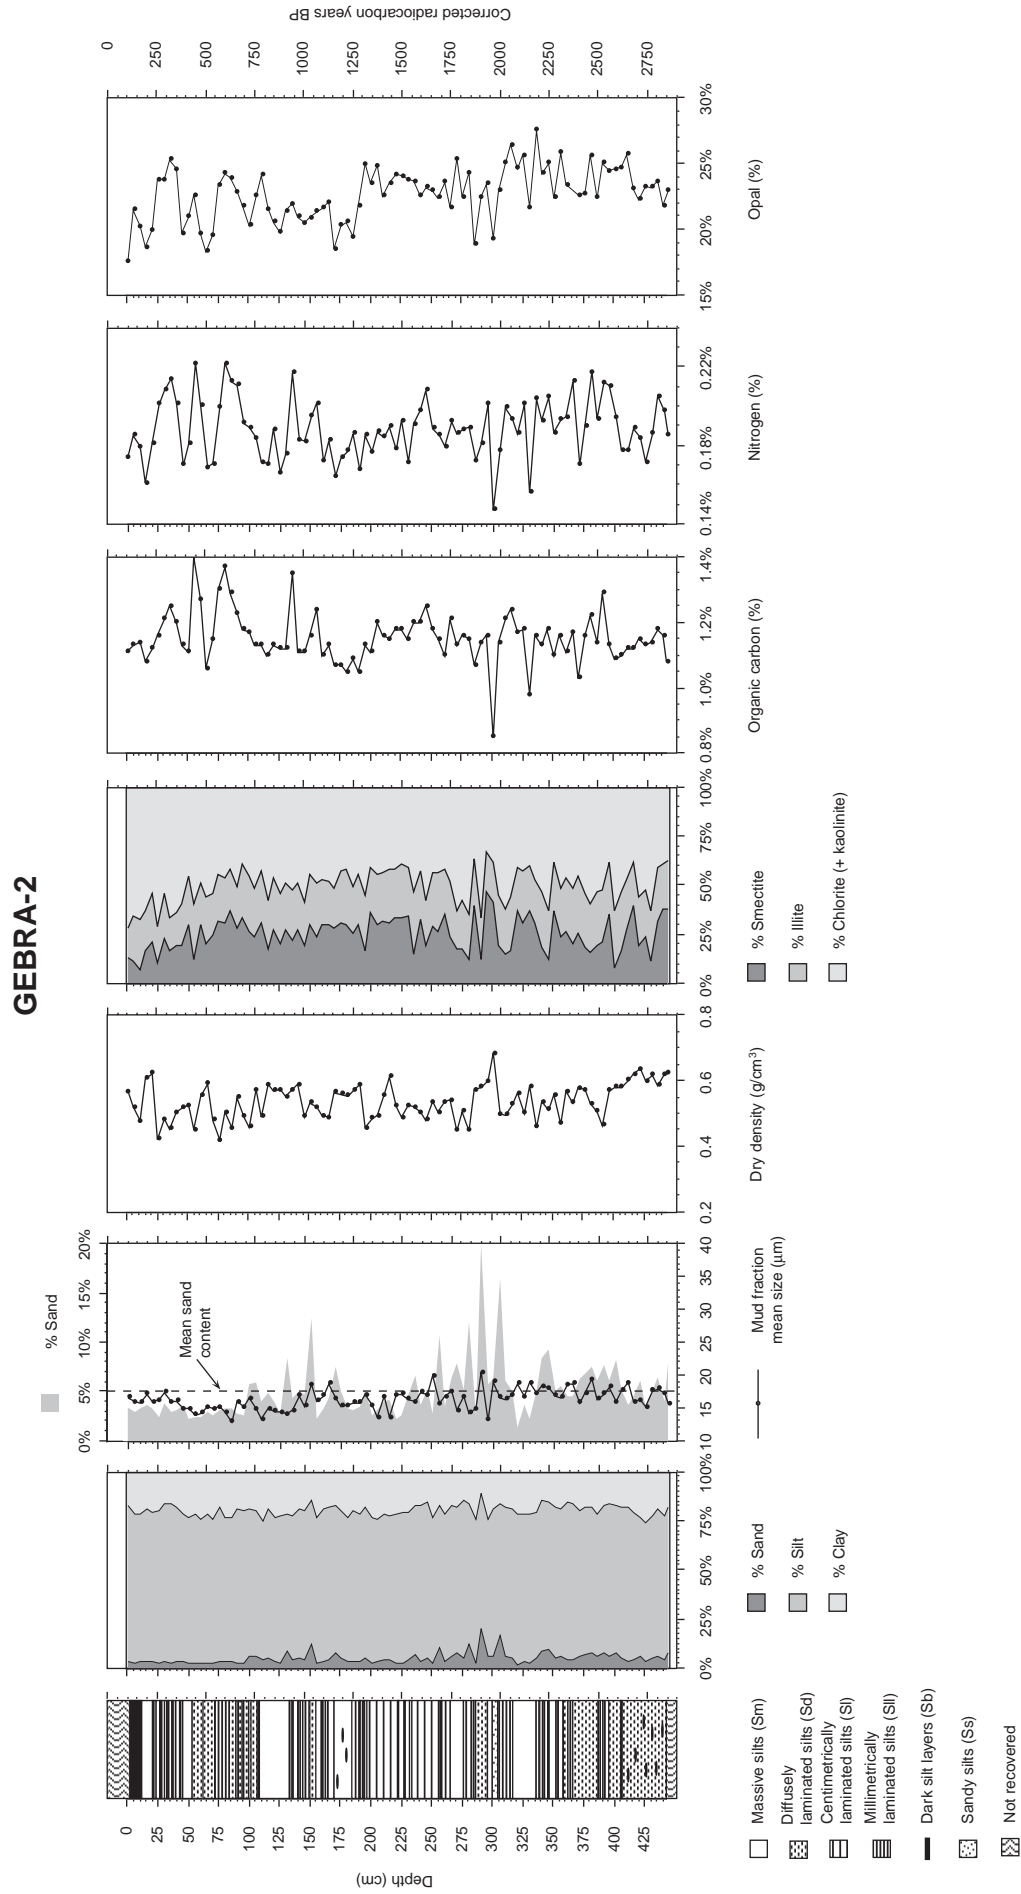 GEBRA-2
Corrected radiocarbon years BP
0 250 500 750 1000 1250 1500 1750 2000 2250 2500 2750
15% 20% 25% 30%
Opal (%)
0.14% 0.18% 0.22%
Nitrogen (%)
0.8% 1.0% 1.2% 1.4%
Organic carbon (%)
0% 25% 50% 75% 100%
% Smectite
% Illite
% Chlorite (+ kaolinite)
0.2 0.4 0.6 0.8
Dry density (g/cm³)
% Sand
0% 5% 10% 15% 20%
Mean sand
content
10 15 20 25 30 35 40
Mud fraction
mean size (µm)
0% 25% 50% 75% 100%
% Sand
% Silt
% Clay
0 25 50 75 100 125 150 175 200 225 250 275 300 325 350 375 400 425
Depth (cm)
Massive silts (Sm)
Diffusely
laminated silts (Sd)
Centimetrically
laminated silts (Sl)
Millimetrically
laminated silts (Sll)
Dark silt layers (Sb)
Sandy silts (Ss)
Not recovered